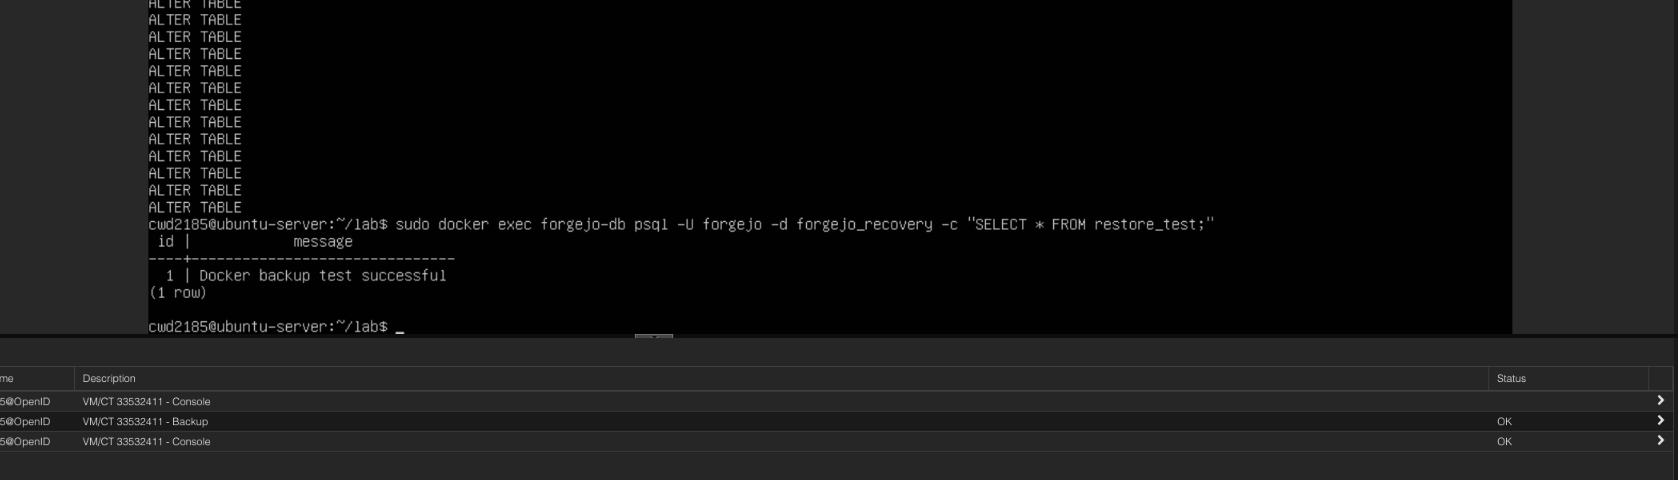 ALTER TABLE
ALTER TABLE
ALTER TABLE
ALTER TABLE
ALTER TABLE
ALTER TABLE
ALTER TABLE
ALTER TABLE
ALTER TABLE
ALTER TABLE
ALTER TABLE
ALTER TABLE
ALTER TABLE
cwd2185@ubuntu-server:~/lab$ sudo docker exec forgejo-db psql -U forgejo -d forgejo_recovery -c "SELECT * FROM restore_test;"
id | message
----+-------------------------------
1 | Docker backup test successful
(1 row)
cwd2185@ubuntu-server:~/lab$ _
me Description Status
5@OpenID VM/CT 33532411 - Console
5@OpenID VM/CT 33532411 - Backup OK
5@OpenID VM/CT 33532411 - Console OK